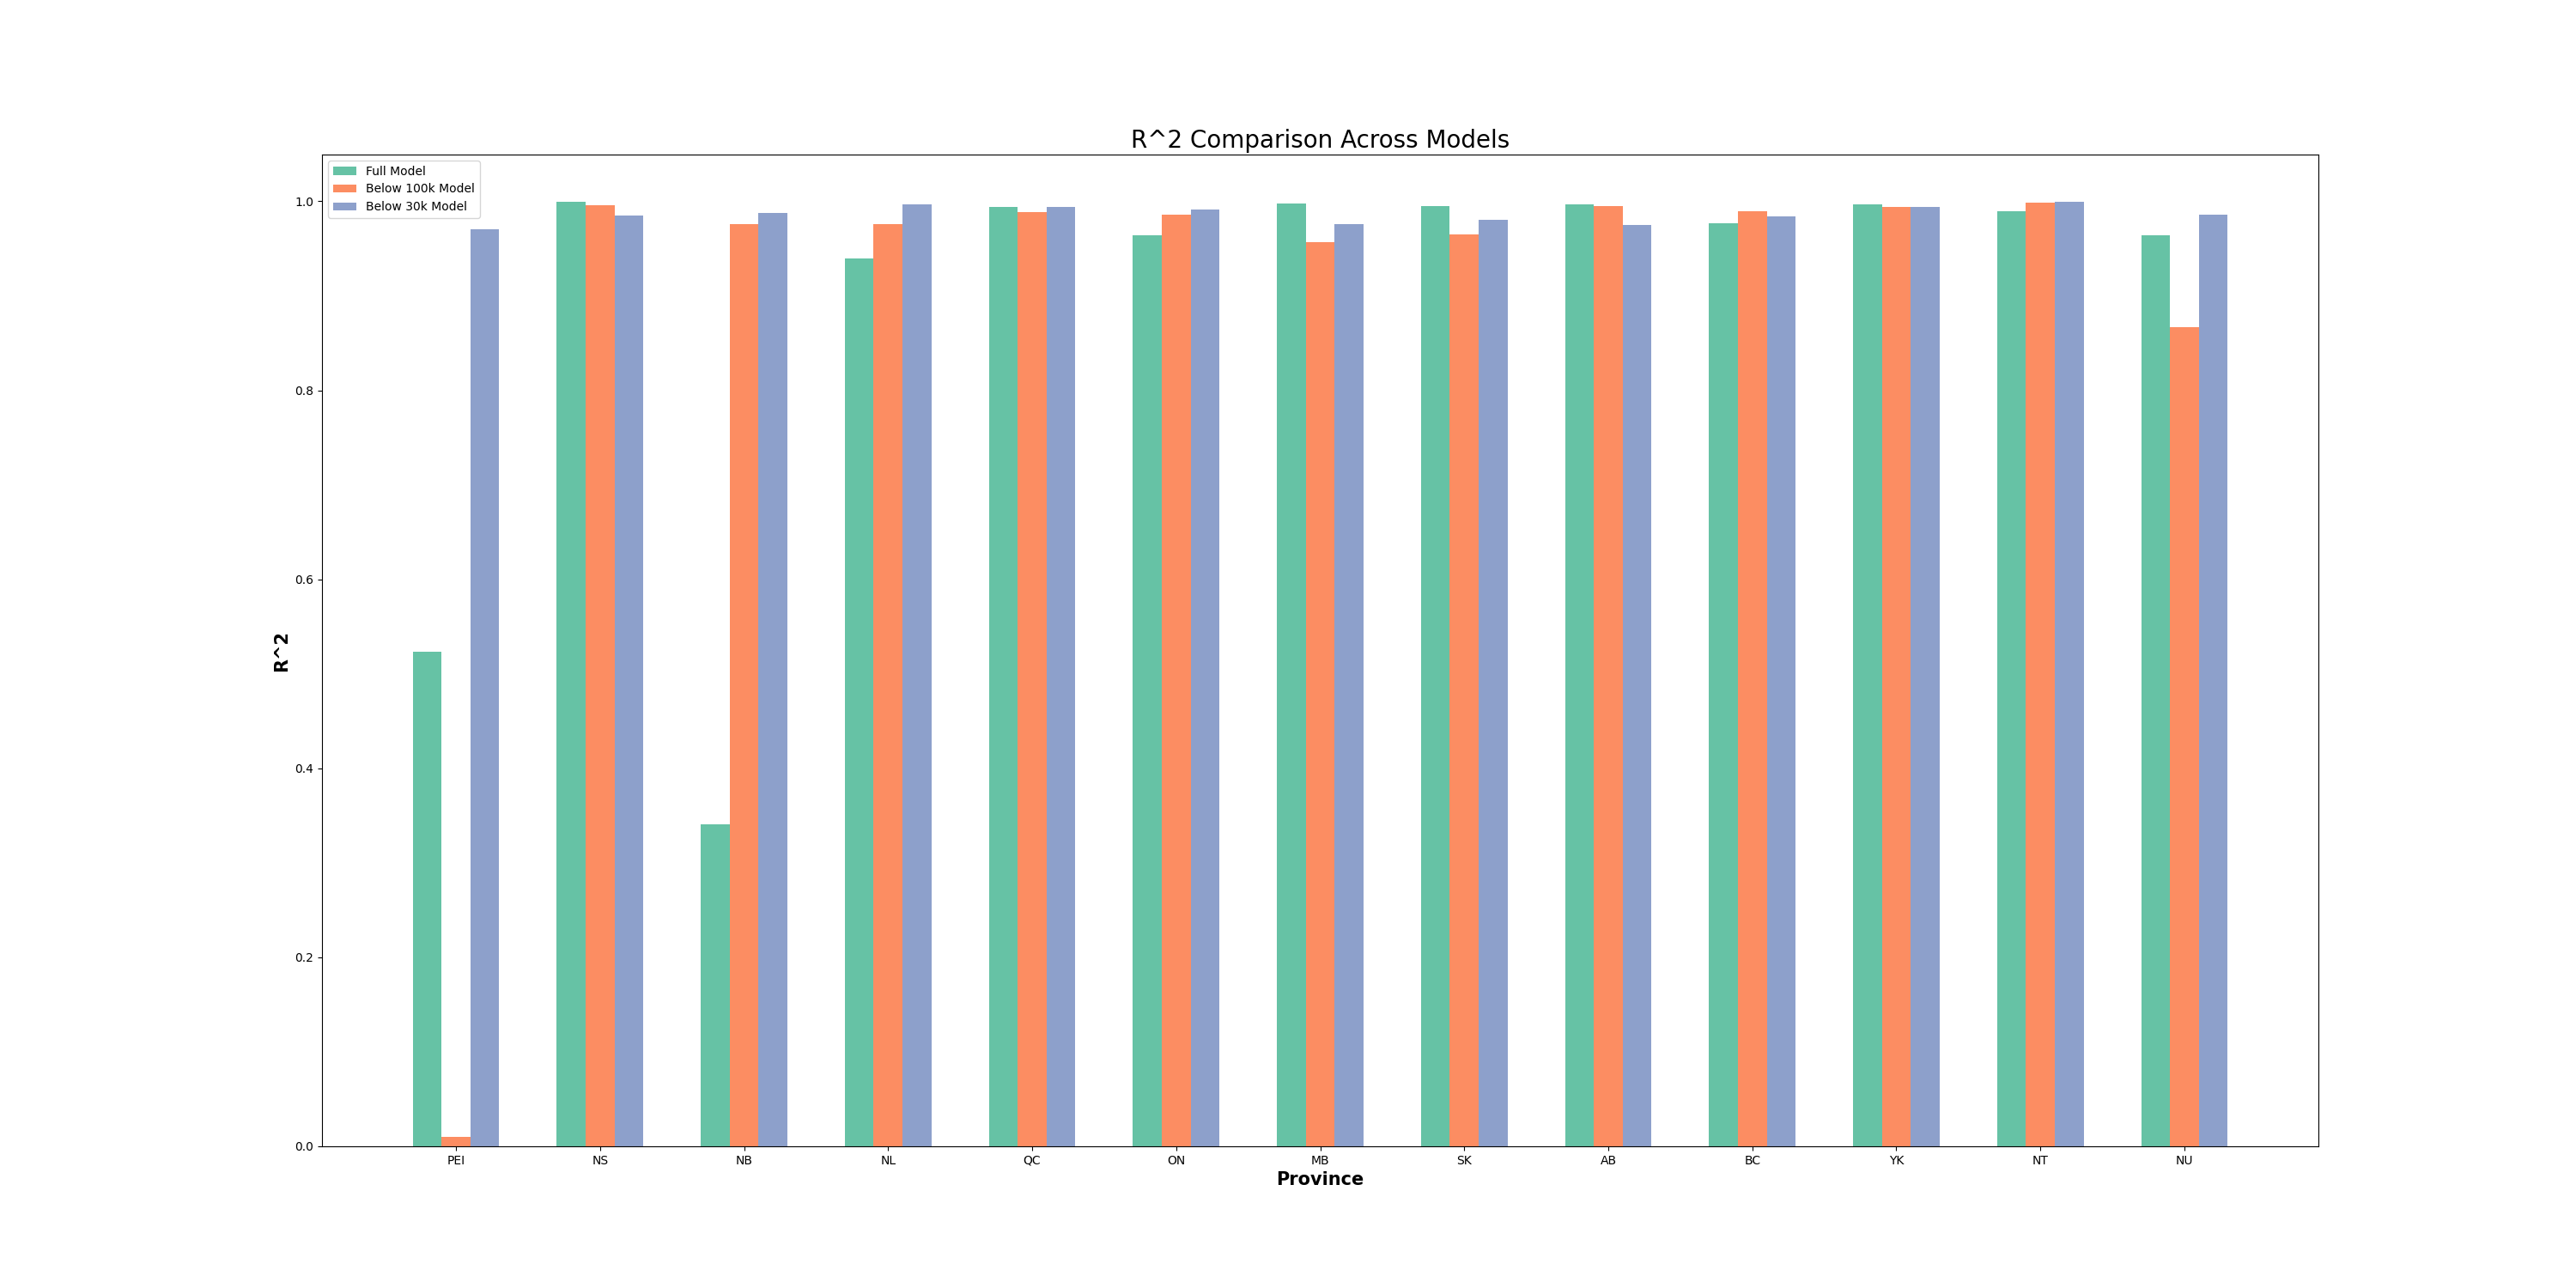 R^2 Comparison Across Models
Full Model
Below 100k Model
Below 30k Model
1.0
0.8
0.6
0.4
0.2
0.0
R^2
PEI NS NB NL QC ON MB SK AB BC YK NT NU
Province